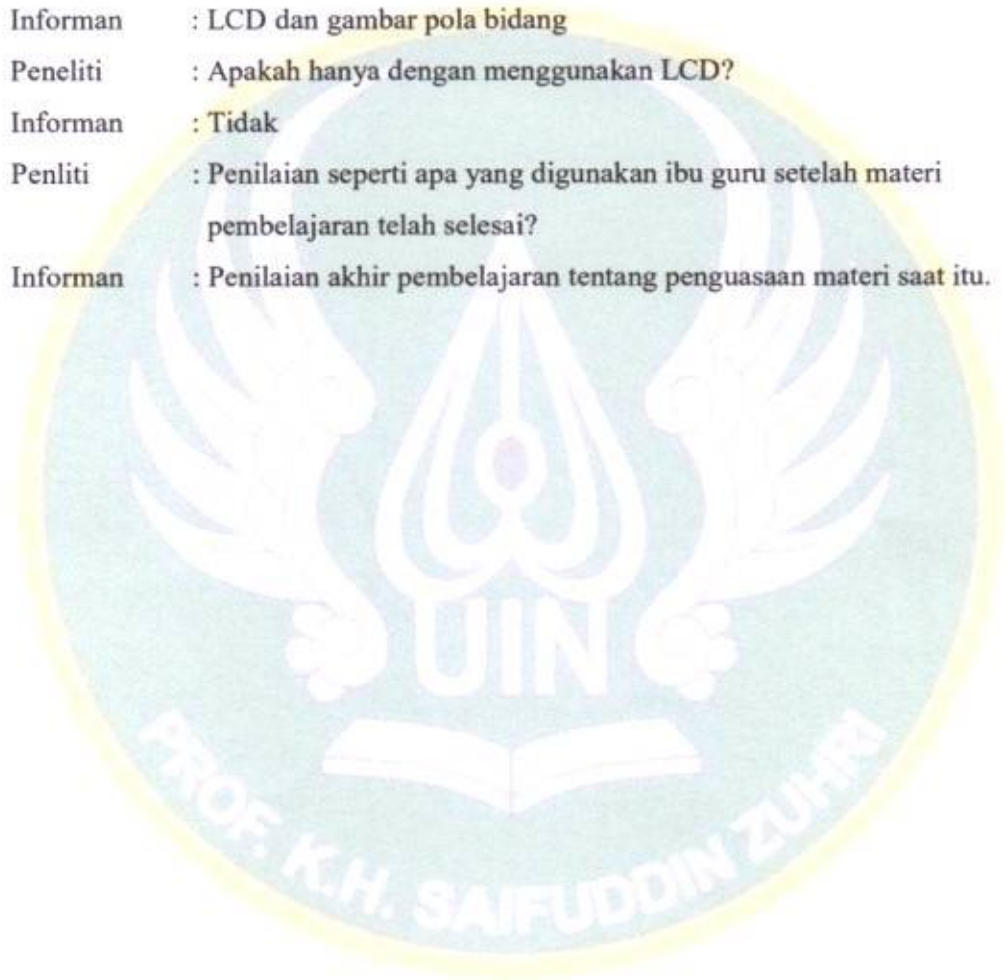 Informan : LCD dan gambar pola bidang
Peneliti : Apakah hanya dengan menggunakan LCD?
Informan : Tidak
Penliti : Penilaian seperti apa yang digunakan ibu guru setelah materi
pembelajaran telah selesai?
Informan : Penilaian akhir pembelajaran tentang penguasaan materi saat itu.
UIN
PROF. K.H. SAIFUDDIN ZUHRI